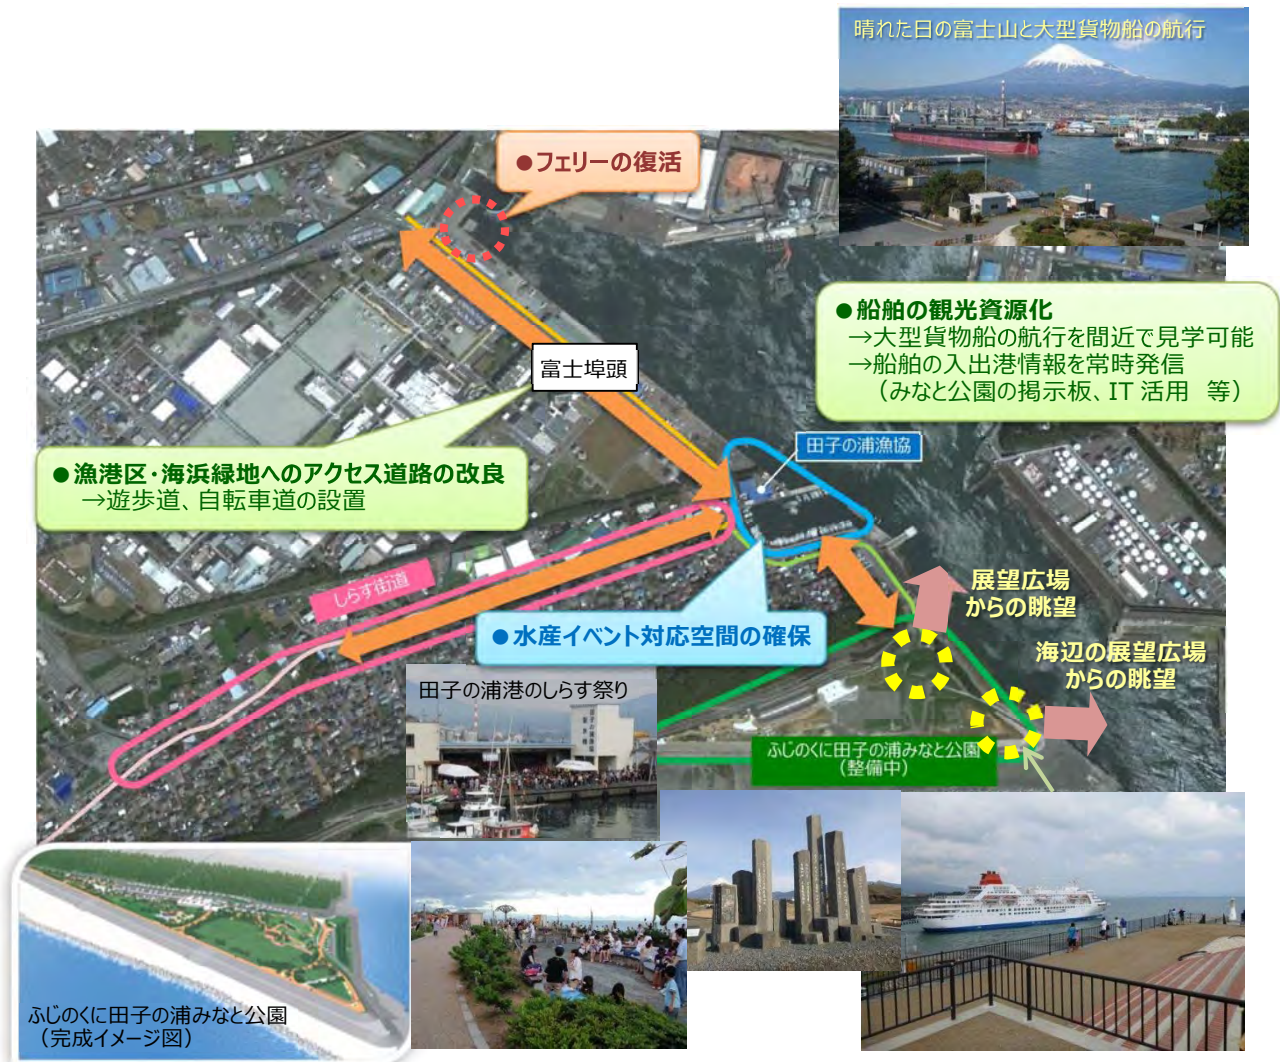 晴れた日の富士山と大型貨物船の航行
●フェリーの復活
●船舶の観光資源化
→大型貨物船の航行を間近で見学可能
→船舶の入出港情報を常時発信
（みなと公園の掲示板、IT 活用　等）
富士埠頭
田子の浦漁協
●漁港区・海浜緑地へのアクセス道路の改良
→遊歩道、自転車道の設置
しらす街道
展望広場
からの眺望
●水産イベント対応空間の確保
海辺の展望広場
からの眺望
田子の浦港のしらす祭り
ふじのくに田子の浦みなと公園
（整備中）
ふじのくに田子の浦みなと公園
（完成イメージ図）